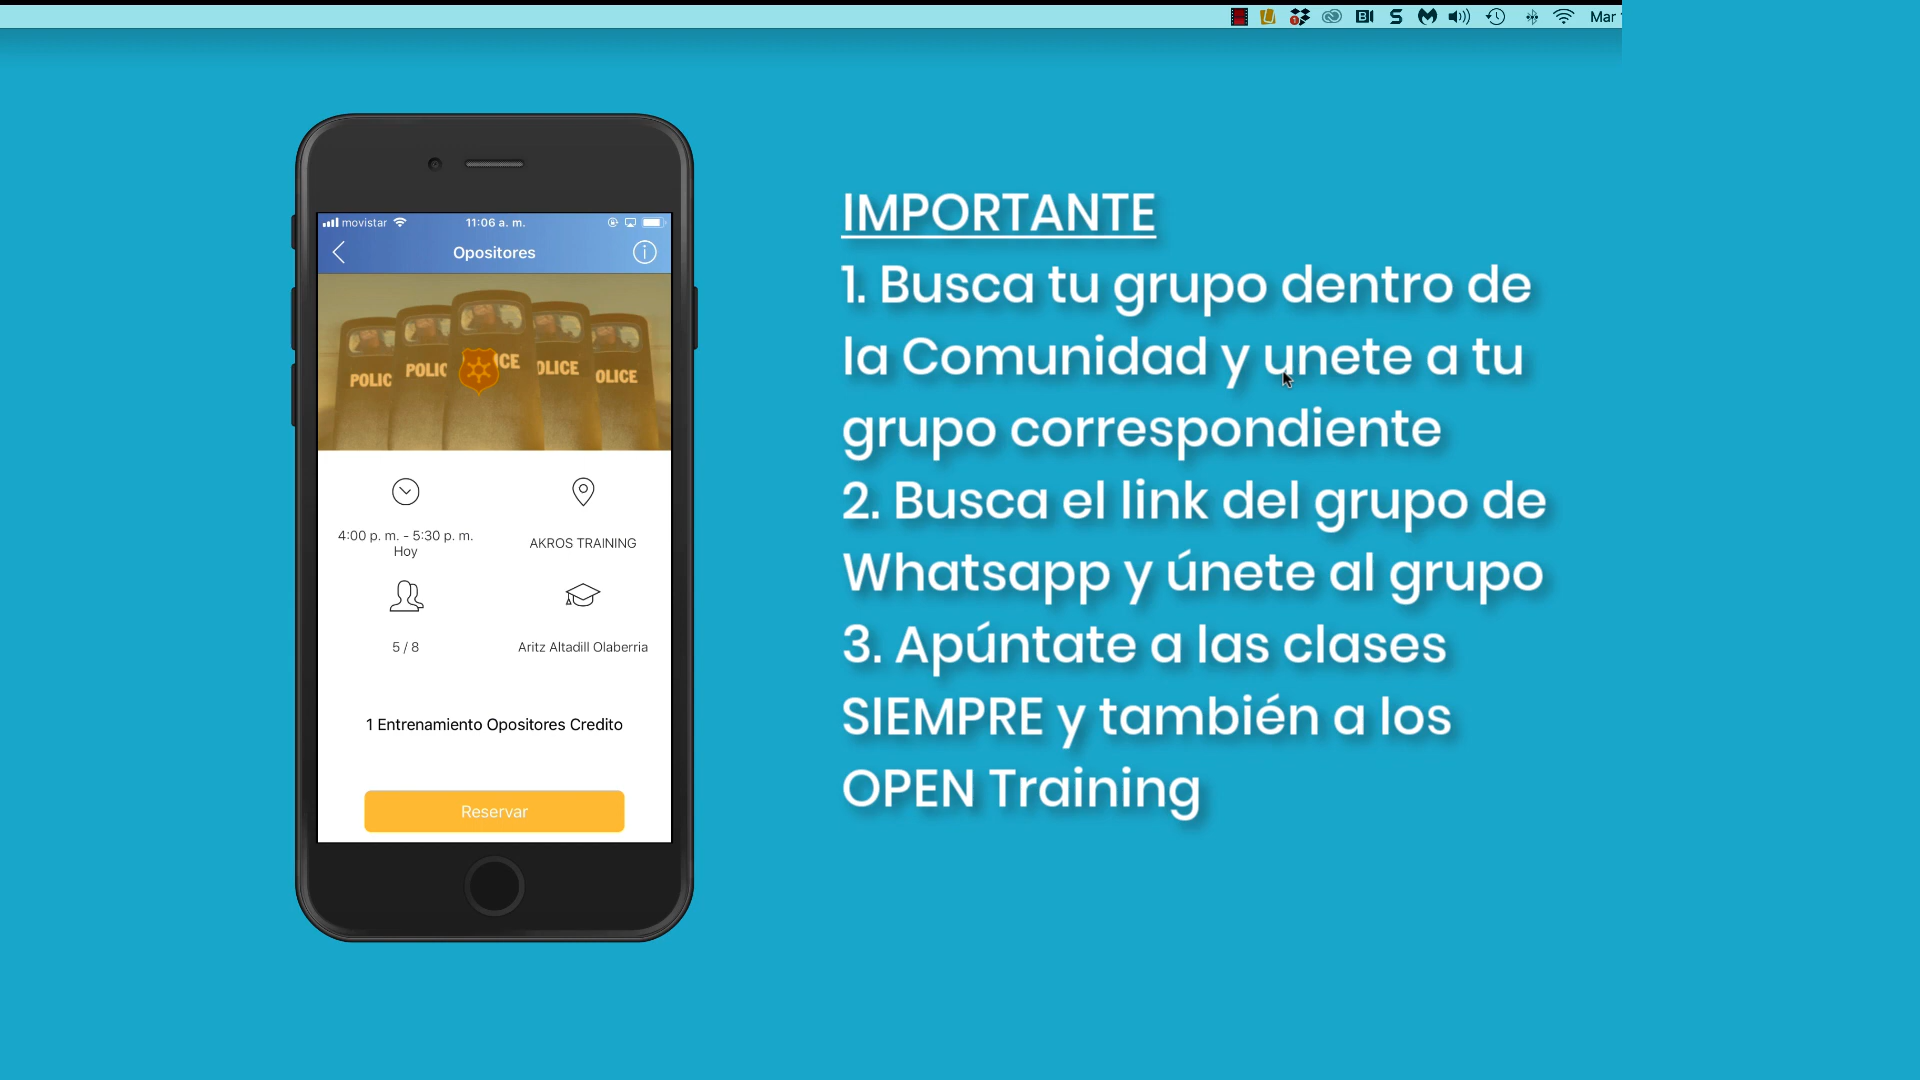 Mar
movistar 11:06 a. m.
Opositores
POLIC POLIC CE OLICE OLICE
4:00 p. m. - 5:30 p. m.
Hoy
AKROS TRAINING
5 / 8
Aritz Altadill Olaberria
1 Entrenamiento Opositores Credito
Reservar
IMPORTANTE
1. Busca tu grupo dentro de
la Comunidad y unete a tu
grupo correspondiente
2. Busca el link del grupo de
Whatsapp y únete al grupo
3. Apúntate a las clases
SIEMPRE y también a los
OPEN Training